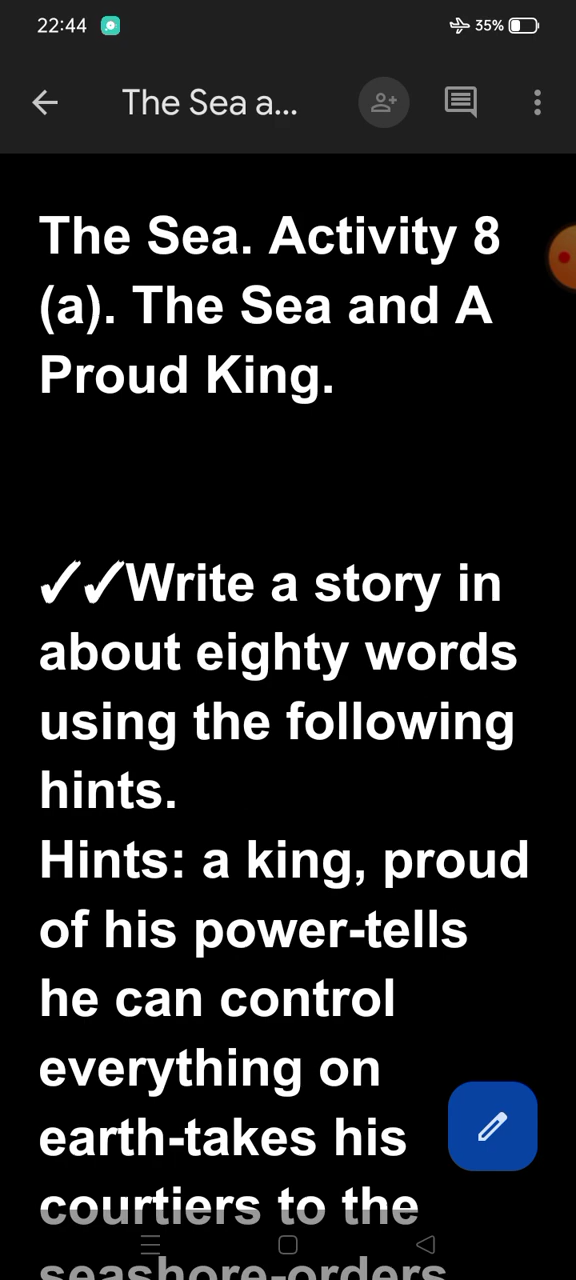 22:44
35%
The Sea a...
The Sea. Activity 8
(a). The Sea and A
Proud King.
✓✓Write a story in
about eighty words
using the following
hints.
Hints: a king, proud
of his power-tells
he can control
everything on
earth-takes his
courtiers to the
seashore-orders